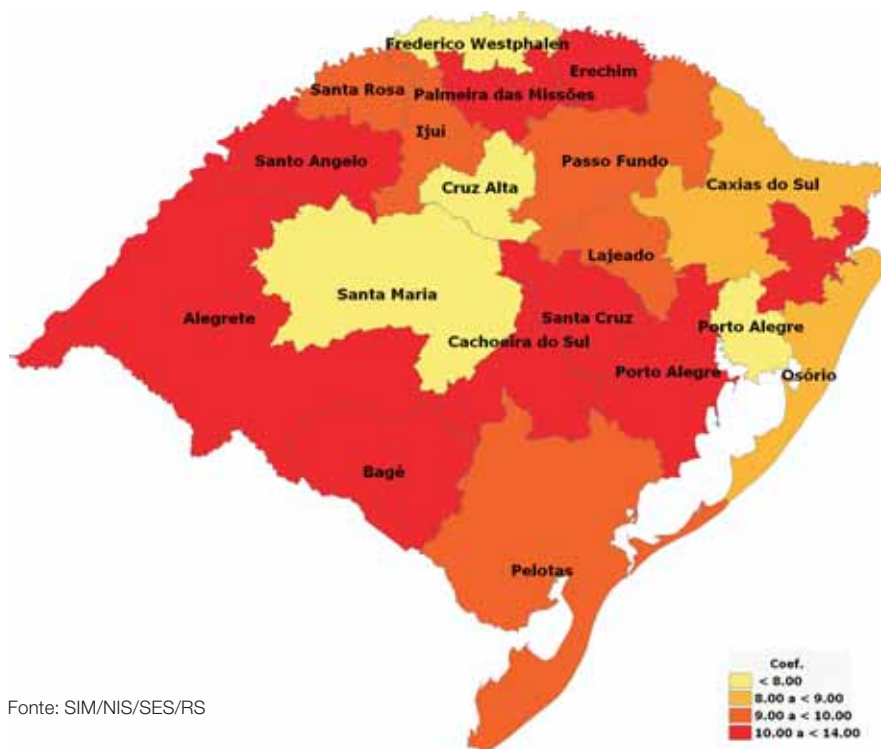 Frederico Westphalen
Erechim
Santa Rosa
Palmeira das Missões
Ijui
Santo Angelo
Passo Fundo
Cruz Alta
Caxias do Sul
Lajeado
Santa Maria
Alegrete
Santa Cruz
Porto Alegre
Cachoeira do Sul
Porto Alegre
Osório
Bagé
Pelotas
Coef.
< 8.00
8.00 a < 9.00
9.00 a < 10.00
10.00 a < 14.00
Fonte: SIM/NIS/SES/RS